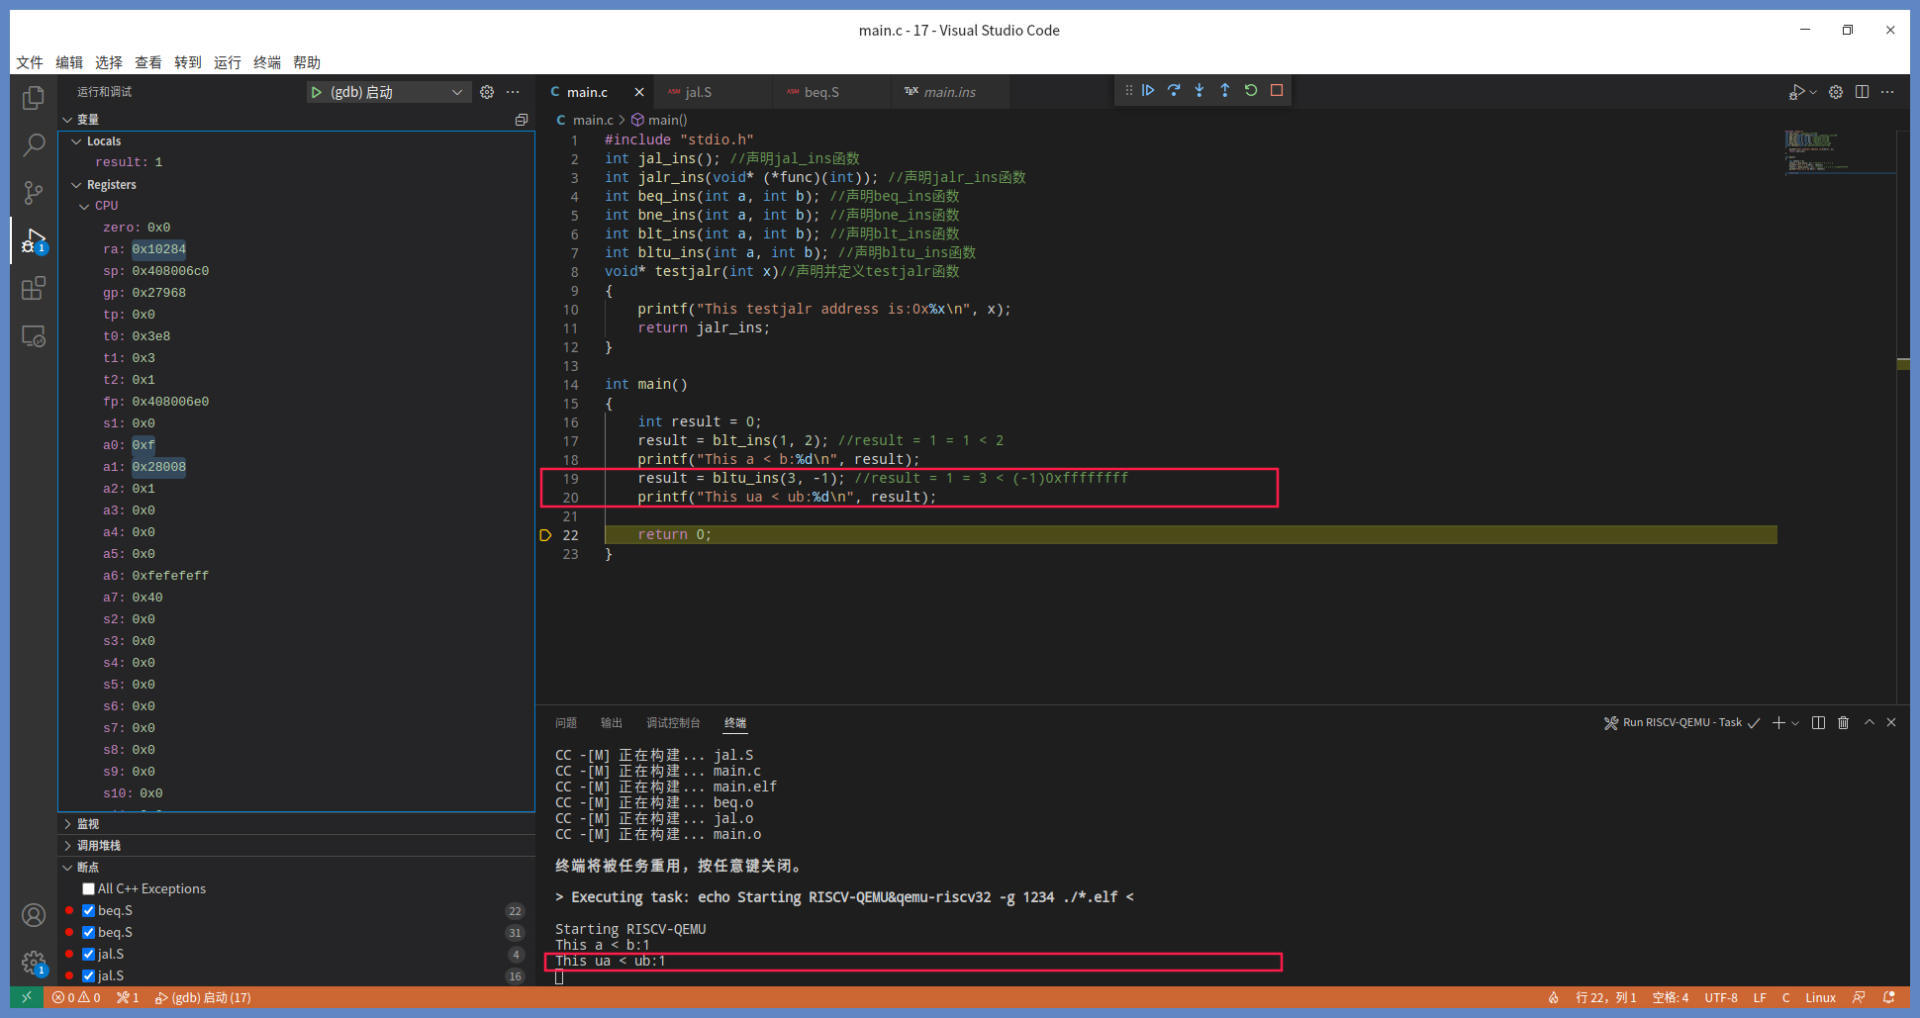 main.c - 17 - Visual Studio Code
文件 编辑 选择 查看 转到 运行 终端 帮助
运行和调试
(gdb) 启动
变量
Locals
result: 1
Registers
CPU
zero: 0x0
ra: 0x10284
sp: 0x408006c0
gp: 0x27968
tp: 0x0
t0: 0x3e8
t1: 0x3
t2: 0x1
fp: 0x408006e0
s1: 0x0
a0: 0xf
a1: 0x28008
a2: 0x1
a3: 0x0
a4: 0x0
a5: 0x0
a6: 0xfefefeff
a7: 0x40
s2: 0x0
s3: 0x0
s4: 0x0
s5: 0x0
s6: 0x0
s7: 0x0
s8: 0x0
s9: 0x0
s10: 0x0
监视
调用堆栈
断点
All C++ Exceptions
beq.S 22
beq.S 31
jal.S 4
jal.S 16
C main.c ASM jal.S ASM beq.S TEX main.ins
C main.c > main()
1 #include "stdio.h"
2 int jal_ins(); //声明jal_ins函数
3 int jalr_ins(void* (*func)(int)); //声明jalr_ins函数
4 int beq_ins(int a, int b); //声明beq_ins函数
5 int bne_ins(int a, int b); //声明bne_ins函数
6 int blt_ins(int a, int b); //声明blt_ins函数
7 int bltu_ins(int a, int b); //声明bltu_ins函数
8 void* testjalr(int x)//声明并定义testjalr函数
9 {
10 printf("This testjalr address is:0x%x\n", x);
11 return jalr_ins;
12 }
13
14 int main()
15 {
16 int result = 0;
17 result = blt_ins(1, 2); //result = 1 = 1 < 2
18 printf("This a < b:%d\n", result);
19 result = bltu_ins(3, -1); //result = 1 = 3 < (-1)0xffffffff
20 printf("This ua < ub:%d\n", result);
21
22 return 0;
23 }
问题 输出 调试控制台 终端
Run RISCV-QEMU - Task
CC -[M] 正在构建... jal.S
CC -[M] 正在构建... main.c
CC -[M] 正在构建... main.elf
CC -[M] 正在构建... beq.o
CC -[M] 正在构建... jal.o
CC -[M] 正在构建... main.o
终端将被任务重用，按任意键关闭。
> Executing task: echo Starting RISCV-QEMU&qemu-riscv32 -g 1234 ./*.elf <
Starting RISCV-QEMU
This a < b:1
This ua < ub:1
1
1
0 0 1 (gdb) 启动 (17)
行 22，列 1 空格: 4 UTF-8 LF C Linux